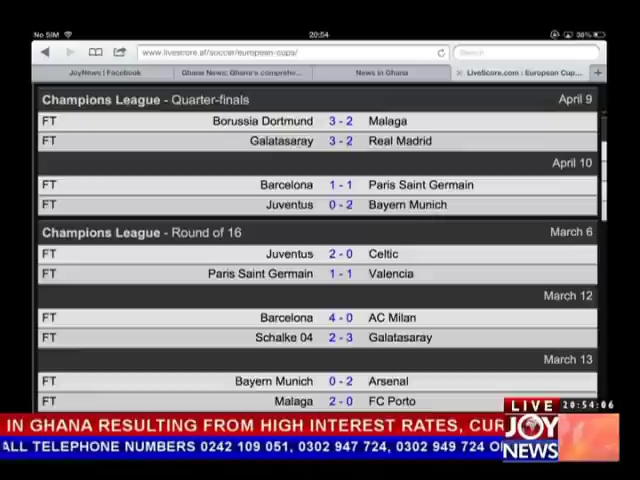 No SIM 20:54 38%
www.livescore.af/soccer/european-cups/ Search
JoyNews | Facebook Ghana News: Ghana's comprehe... News in Ghana LiveScore.com : European Cup...
Champions League - Quarter-finals April 9
FT Borussia Dortmund 3 - 2 Malaga
FT Galatasaray 3 - 2 Real Madrid
April 10
FT Barcelona 1 - 1 Paris Saint Germain
FT Juventus 0 - 2 Bayern Munich
Champions League - Round of 16 March 6
FT Juventus 2 - 0 Celtic
FT Paris Saint Germain 1 - 1 Valencia
March 12
FT Barcelona 4 - 0 AC Milan
FT Schalke 04 2 - 3 Galatasaray
March 13
FT Bayern Munich 0 - 2 Arsenal
FT Malaga 2 - 0 FC Porto
LIVE 20:54:06
IN GHANA RESULTING FROM HIGH INTEREST RATES, CUR
JOY NEWS
ALL TELEPHONE NUMBERS 0242 109 051, 0302 947 724, 0302 949 724 O